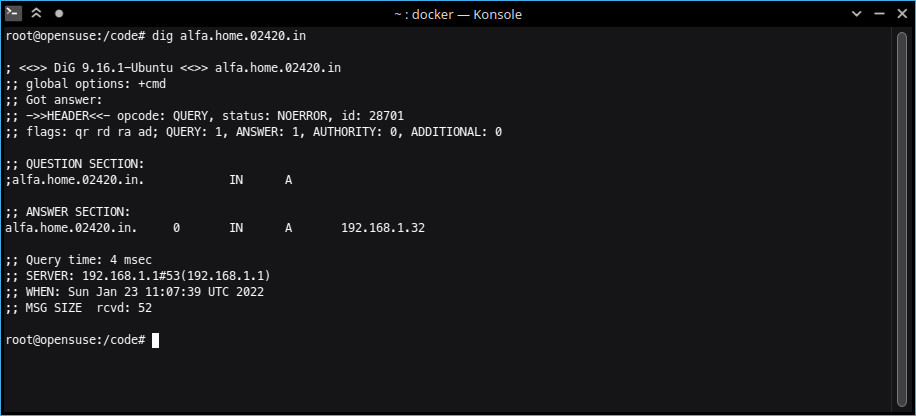 ~ : docker — Konsole
root@opensuse:/code# dig alfa.home.02420.in
; <<>> DiG 9.16.1-Ubuntu <<>> alfa.home.02420.in
;; global options: +cmd
;; Got answer:
;; ->>HEADER<<- opcode: QUERY, status: NOERROR, id: 28701
;; flags: qr rd ra ad; QUERY: 1, ANSWER: 1, AUTHORITY: 0, ADDITIONAL: 0
;; QUESTION SECTION:
;alfa.home.02420.in. IN A
;; ANSWER SECTION:
alfa.home.02420.in. 0 IN A 192.168.1.32
;; Query time: 4 msec
;; SERVER: 192.168.1.1#53(192.168.1.1)
;; WHEN: Sun Jan 23 11:07:39 UTC 2022
;; MSG SIZE  rcvd: 52
root@opensuse:/code#